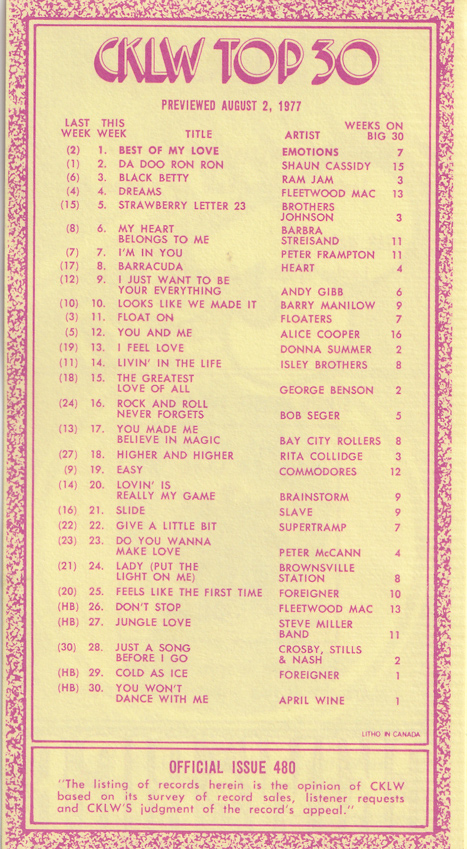 CKLW TOP 30
PREVIEWED AUGUST 2, 1977
LAST WEEK THIS WEEK TITLE ARTIST WEEKS ON BIG 30
(2) 1. BEST OF MY LOVE EMOTIONS 7
(1) 2. DA DOO RON RON SHAUN CASSIDY 15
(6) 3. BLACK BETTY RAM JAM 3
(4) 4. DREAMS FLEETWOOD MAC 13
(15) 5. STRAWBERRY LETTER 23 BROTHERS
JOHNSON 3
(8) 6. MY HEART BARBRA
BELONGS TO ME STREISAND 11
(7) 7. I'M IN YOU PETER FRAMPTON 11
(17) 8. BARRACUDA HEART 4
(12) 9. I JUST WANT TO BE
YOUR EVERYTHING ANDY GIBB 6
(10) 10. LOOKS LIKE WE MADE IT BARRY MANILOW 9
(3) 11. FLOAT ON FLOATERS 7
(5) 12. YOU AND ME ALICE COOPER 16
(19) 13. I FEEL LOVE DONNA SUMMER 2
(11) 14. LIVIN' IN THE LIFE ISLEY BROTHERS 8
(18) 15. THE GREATEST
LOVE OF ALL GEORGE BENSON 2
(24) 16. ROCK AND ROLL
NEVER FORGETS BOB SEGER 5
(13) 17. YOU MADE ME
BELIEVE IN MAGIC BAY CITY ROLLERS 8
(27) 18. HIGHER AND HIGHER RITA COLLIDGE 3
(9) 19. EASY COMMODORES 12
(14) 20. LOVIN' IS
REALLY MY GAME BRAINSTORM 9
(16) 21. SLIDE SLAVE 9
(22) 22. GIVE A LITTLE BIT SUPERTRAMP 7
(23) 23. DO YOU WANNA
MAKE LOVE PETER McCANN 4
(21) 24. LADY (PUT THE BROWNSVILLE
LIGHT ON ME) STATION 8
(20) 25. FEELS LIKE THE FIRST TIME FOREIGNER 10
(HB) 26. DON'T STOP FLEETWOOD MAC 13
(HB) 27. JUNGLE LOVE STEVE MILLER
BAND 11
(30) 28. JUST A SONG CROSBY, STILLS
BEFORE I GO & NASH 2
(HB) 29. COLD AS ICE FOREIGNER 1
(HB) 30. YOU WON'T
DANCE WITH ME APRIL WINE 1
LITHO IN CANADA
OFFICIAL ISSUE 480
"The listing of records herein is the opinion of CKLW
based on its survey of record sales, listener requests
and CKLW'S judgment of the record's appeal."